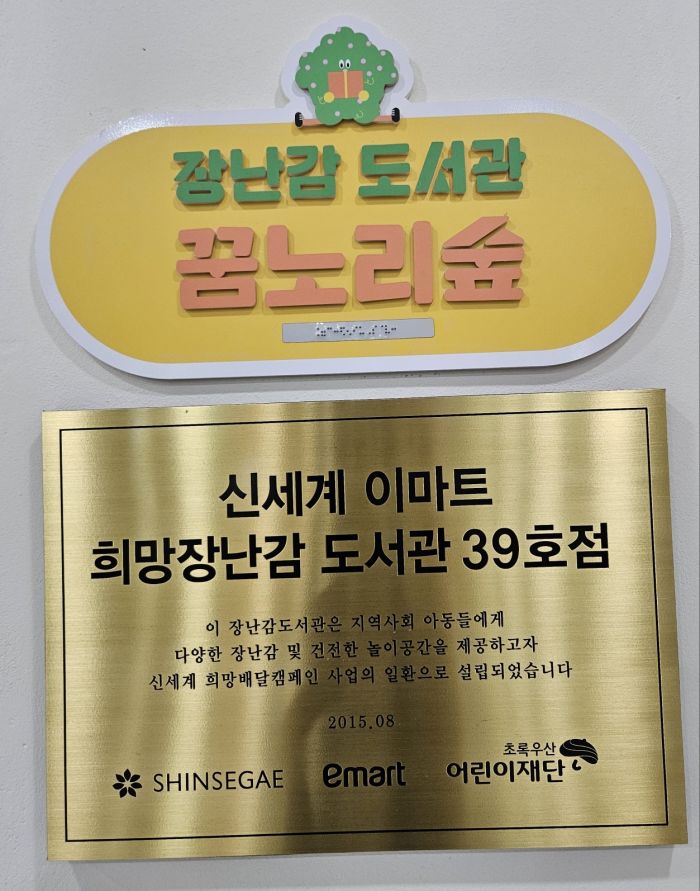 장난감 도서관
꿈노리숲
신세계 이마트
희망장난감 도서관 39호점
이 장난감도서관은 지역사회 아동들에게
다양한 장난감 및 건전한 놀이공간을 제공하고자
신세계 희망배달캠페인 사업의 일환으로 설립되었습니다
2015.08
SHINSEGAE
emart
초록우산
어린이재단